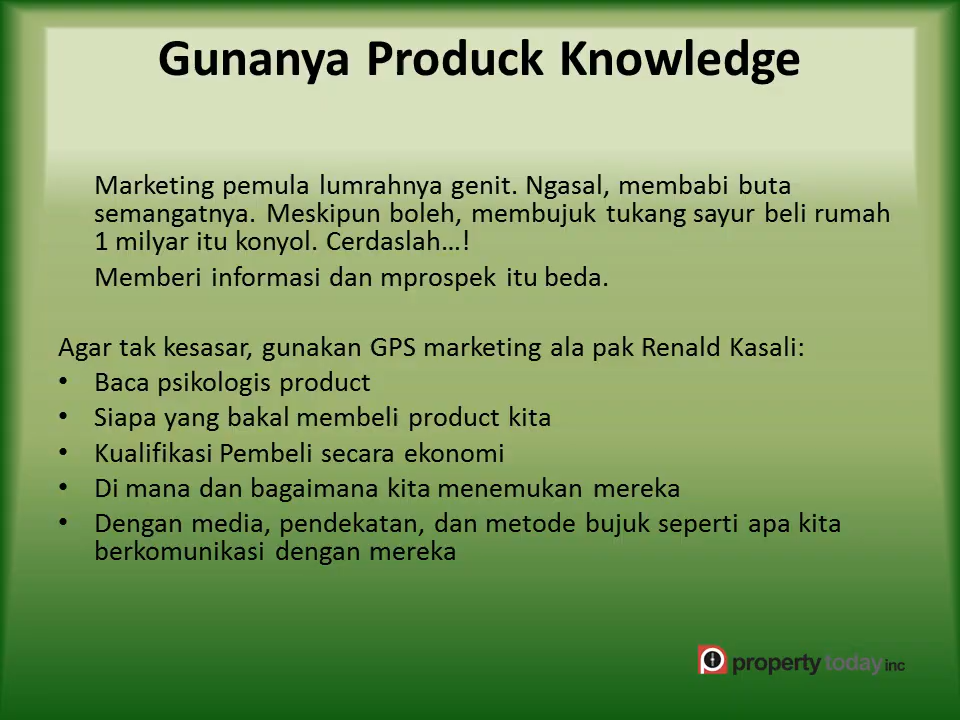 Gunanya Produck Knowledge
Marketing pemula lumrahnya genit. Ngasal, membabi buta
semangatnya. Meskipun boleh, membujuk tukang sayur beli rumah
1 milyar itu konyol. Cerdaslah…!
Memberi informasi dan mprospek itu beda.
Agar tak kesasar, gunakan GPS marketing ala pak Renald Kasali:
• Baca psikologis product
• Siapa yang bakal membeli product kita
• Kualifikasi Pembeli secara ekonomi
• Di mana dan bagaimana kita menemukan mereka
• Dengan media, pendekatan, dan metode bujuk seperti apa kita
berkomunikasi dengan mereka
property today inc